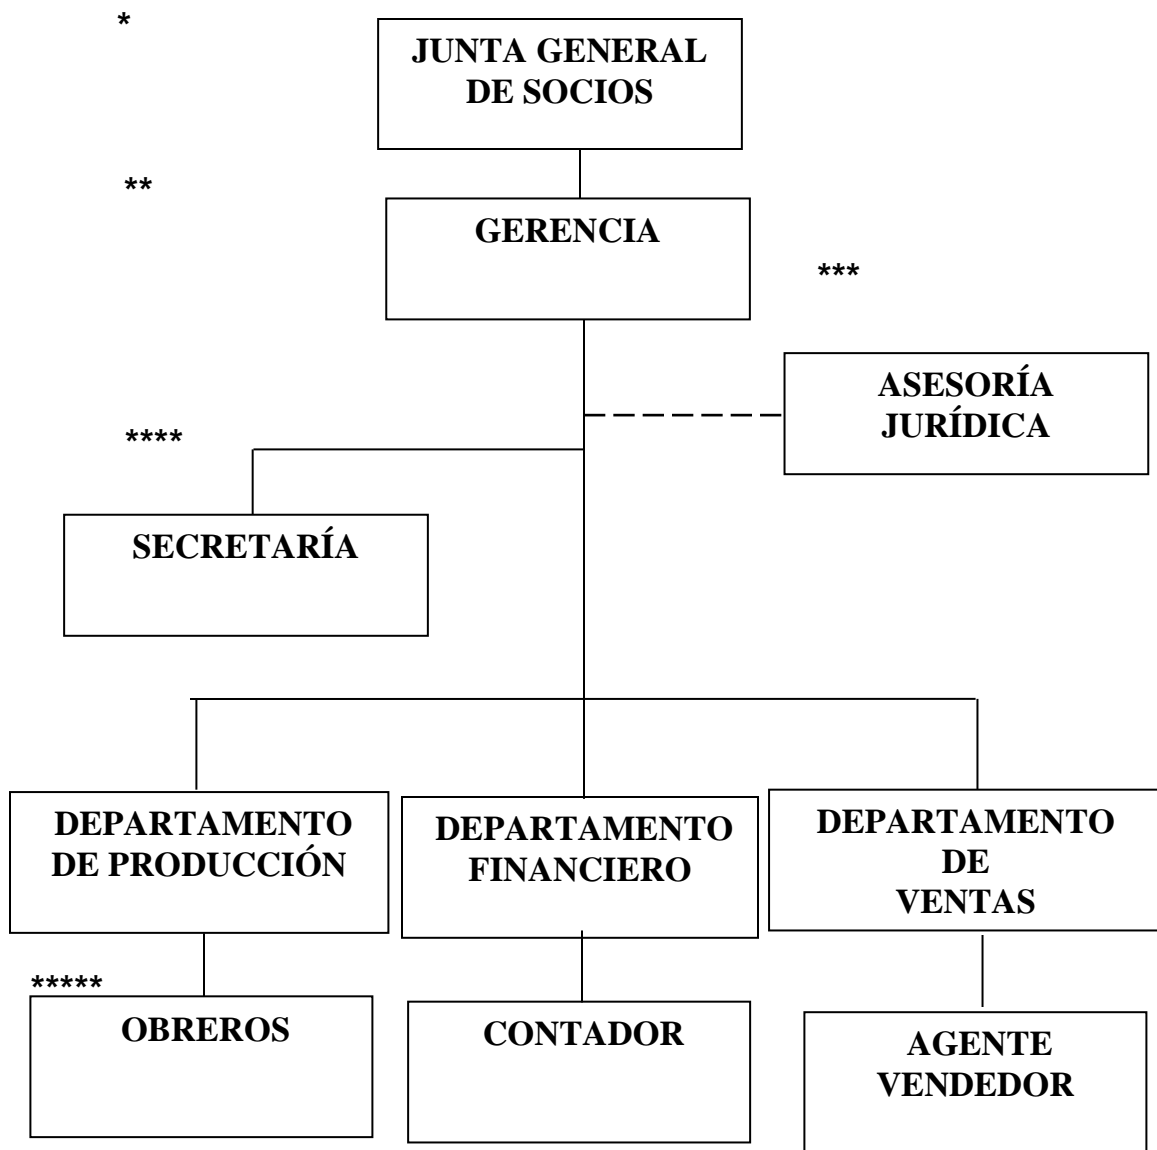 *
JUNTA GENERAL
DE SOCIOS
**
GERENCIA
***
ASESORÍA
JURÍDICA
****
SECRETARÍA
DEPARTAMENTO
DE PRODUCCIÓN
DEPARTAMENTO
FINANCIERO
DEPARTAMENTO
DE
VENTAS
*****
OBREROS
CONTADOR
AGENTE
VENDEDOR